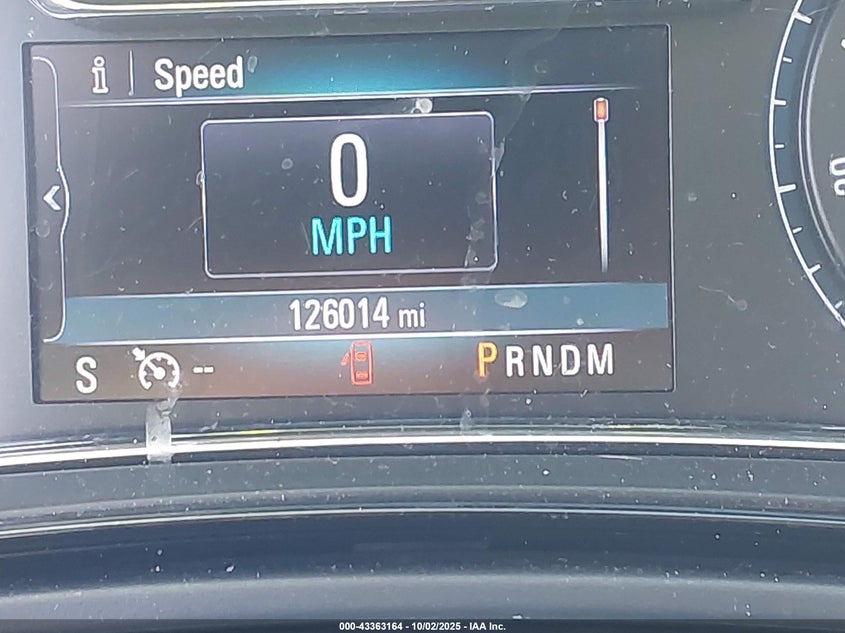 i Speed
0
MPH
126014 mi
S -- PRNDM
000-43363164 - 10/02/2025 - IAA Inc.